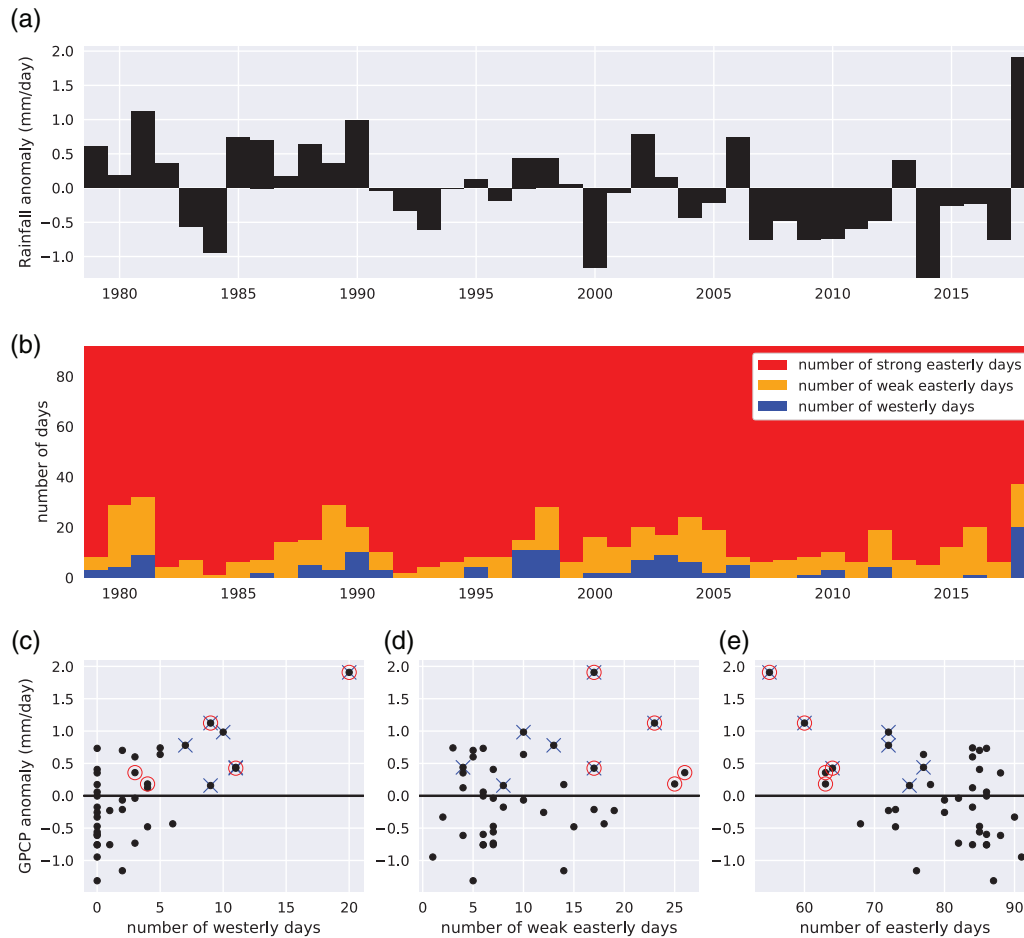 (a)
Rainfall anomaly (mm/day)
2.0
1.5
1.0
0.5
0.0
−0.5
−1.0
1980 1985 1990 1995 2000 2005 2010 2015
(b)
number of days
80
60
40
20
0
number of strong easterly days
number of weak easterly days
number of westerly days
1980 1985 1990 1995 2000 2005 2010 2015
(c)
GPCP anomaly (mm/day)
2.0
1.5
1.0
0.5
0.0
−0.5
−1.0
0 5 10 15 20
number of westerly days
(d)
2.0
1.5
1.0
0.5
0.0
−0.5
−1.0
0 5 10 15 20 25
number of weak easterly days
(e)
2.0
1.5
1.0
0.5
0.0
−0.5
−1.0
60 70 80 90
number of easterly days